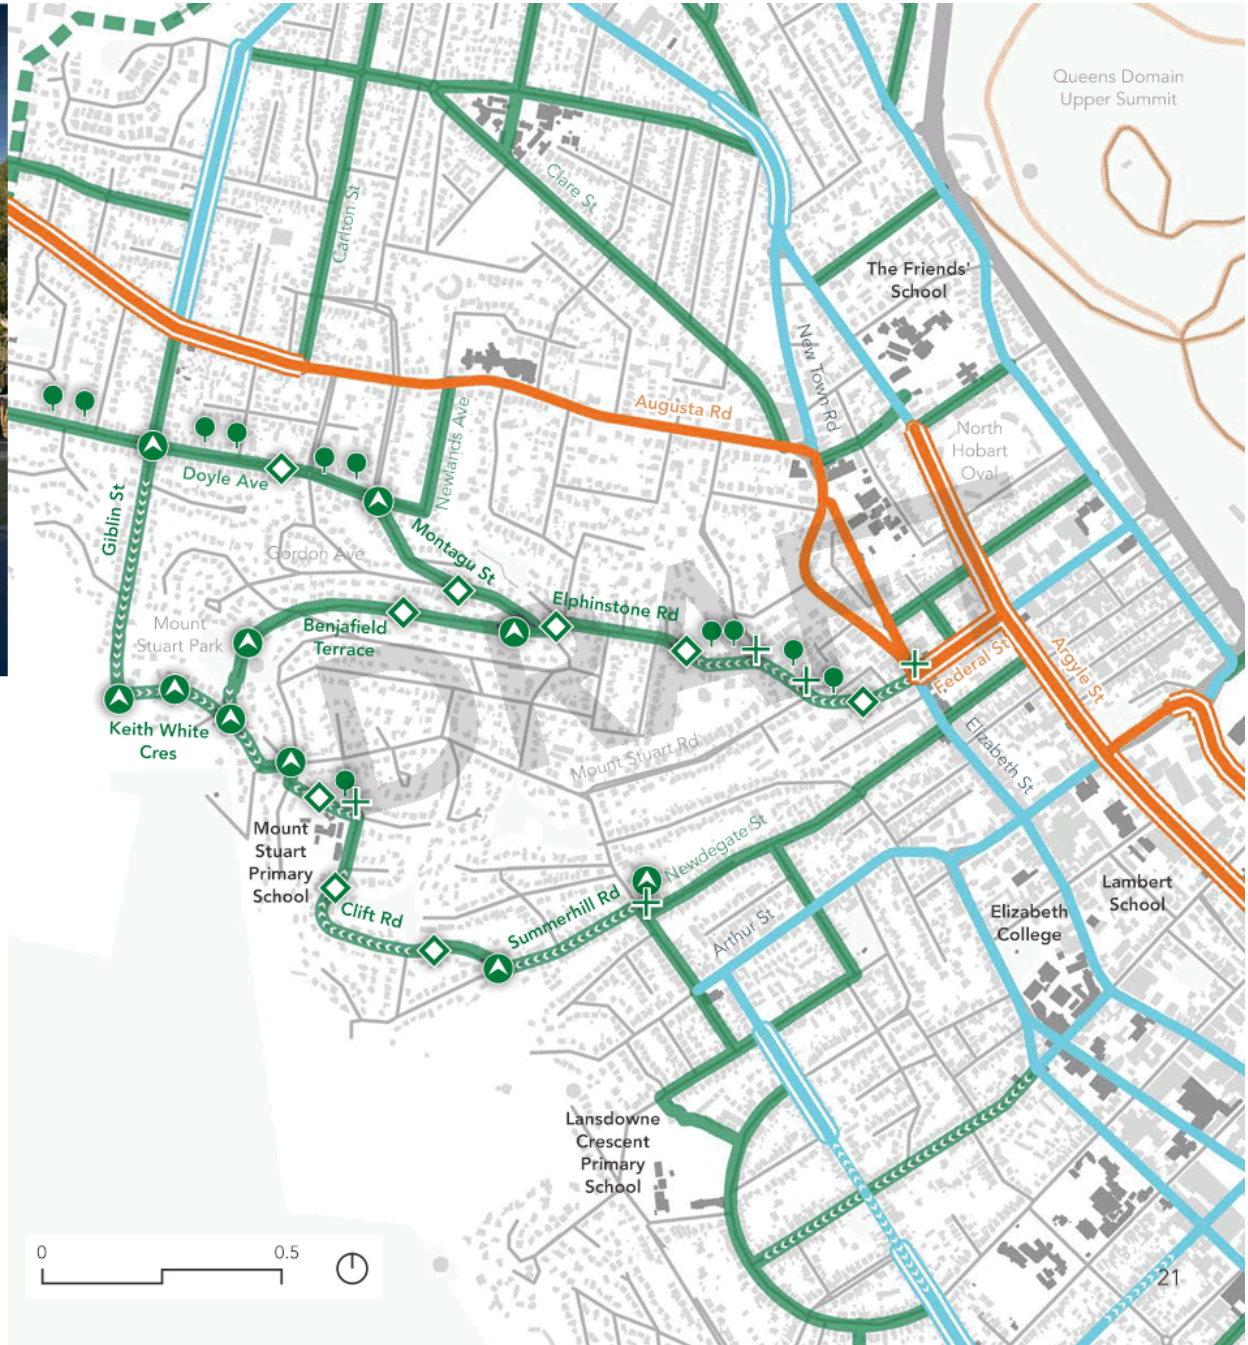 Queens Domain
Upper Summit
Clare St
Carlton St
The Friends'
School
New Town Rd
Augusta Rd
North
Hobart
Oval
Newlands Ave
Doyle Ave
Giblin St
Montagu St
Gordon Ave
Elphinstone Rd
Mount
Stuart Park
Benjafield
Terrace
DRAFT
Federal St
Argyle St
Keith White
Cres
Elizabeth St
Mount Stuart Rd
Mount
Stuart
Primary
School
Newdegate St
Clift Rd
Summerhill Rd
Arthur St
Lambert
School
Elizabeth
College
Lansdowne
Crescent
Primary
School
0
0.5
21